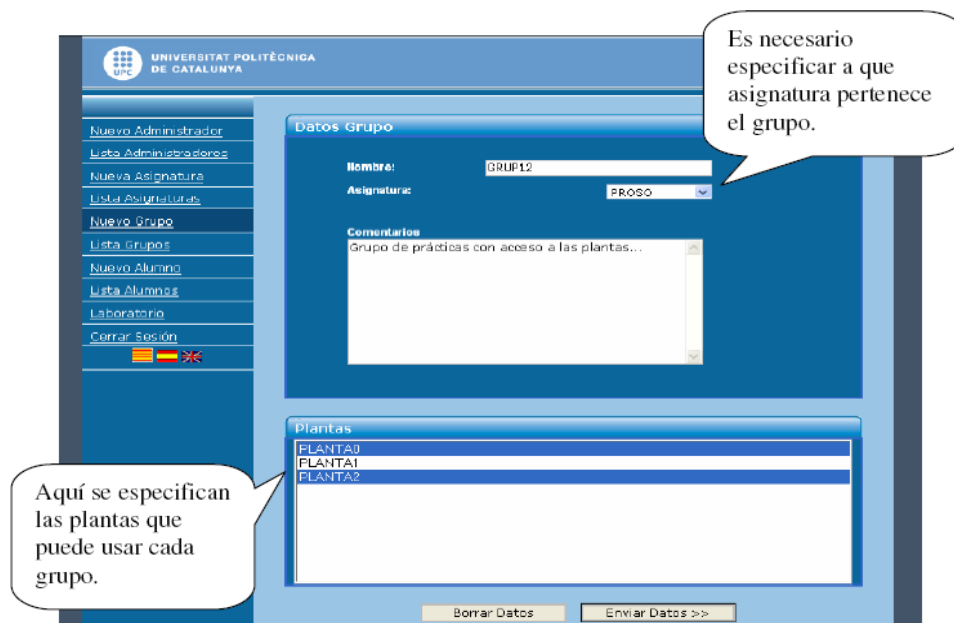 Es necesario
especificar a que
asignatura pertenece
el grupo.
UNIVERSITAT POLITÈCNICA
DE CATALUNYA
UPC
Nuevo Administrador
Lista Administradores
Nueva Asignatura
Lista Asignaturas
Nuevo Grupo
Lista Grupos
Nuevo Alumno
Lista Alumnos
Laboratorio
Cerrar Sesión
Datos Grupo
Nombre: GRUP12
Asignatura: PROSO
Comentarios
Grupo de prácticas con acceso a las plantas...
Plantas
PLANTA0
PLANTA1
PLANTA2
Aquí se especifican
las plantas que
puede usar cada
grupo.
Borrar Datos Enviar Datos >>